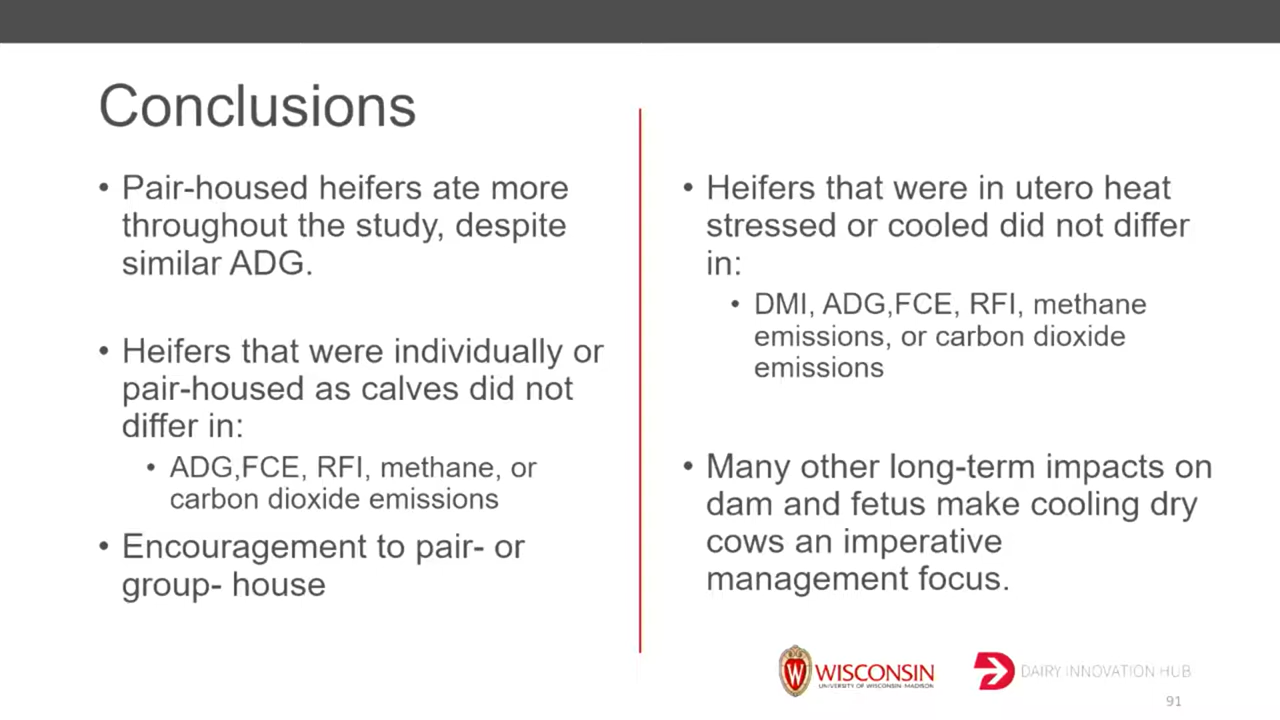 Conclusions
• Pair-housed heifers ate more
throughout the study, despite
similar ADG.
• Heifers that were individually or
pair-housed as calves did not
differ in:
• ADG,FCE, RFI, methane, or
carbon dioxide emissions
• Encouragement to pair- or
group- house
• Heifers that were in utero heat
stressed or cooled did not differ
in:
• DMI, ADG,FCE, RFI, methane
emissions, or carbon dioxide
emissions
• Many other long-term impacts on
dam and fetus make cooling dry
cows an imperative
management focus.
W
WISCONSIN
UNIVERSITY OF WISCONSIN-MADISON
DAIRY INNOVATION HUB
91